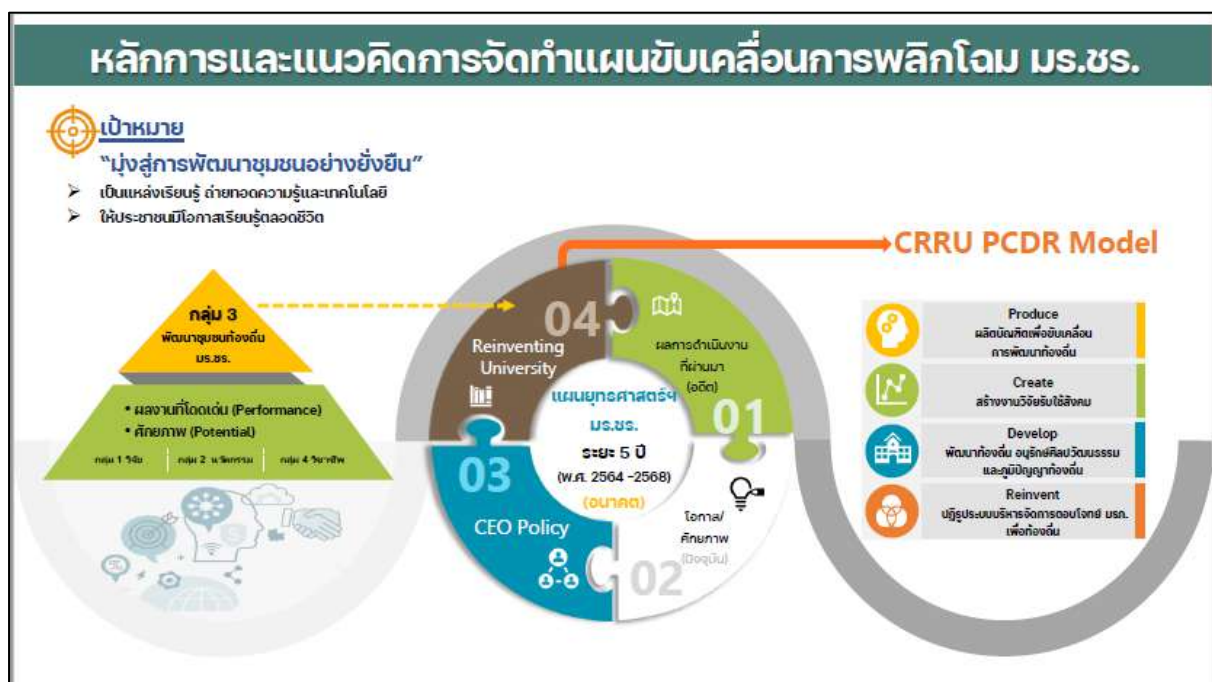 หลักการและแนวคิดการจัดทำแผนขับเคลื่อนการพลิกโฉม มร.ชร.
เป้าหมาย
"มุ่งสู่การพัฒนาชุมชนอย่างยั่งยืน"
➤ เป็นแหล่งเรียนรู้ ถ่ายทอดความรู้และเทคโนโลยี
➤ ให้ประชาชนมีโอกาสเรียนรู้ตลอดชีวิต
กลุ่ม 3
พัฒนาชุมชนท้องถิ่น
มร.ชร.
• ผลงานที่โดดเด่น (Performance)
• ศักยภาพ (Potential)
กลุ่ม 1 วิจัย
กลุ่ม 2 นวัตกรรม
กลุ่ม 4 วิชาชีพ
04
Reinventing
University
ผลการดำเนินงาน
ที่ผ่านมา
(อดีต)
01
แผนยุทธศาสตร์ฯ
มร.ชร.
ระยะ 5 ปี
(พ.ศ. 2564 -2568)
(อนาคต)
03
CEO Policy
โอกาส/
ศักยภาพ
(ปัจจุบัน)
02
CRRU PCDR Model
Produce
ผลิตบัณฑิตเพื่อขับเคลื่อน
การพัฒนาท้องถิ่น
Create
สร้างงานวิจัยรับใช้สังคม
Develop
พัฒนาท้องถิ่น อนุรักษ์ศิลปวัฒนธรรม
และภูมิปัญญาท้องถิ่น
Reinvent
ปฏิรูประบบบริหารจัดการตอบโจทย์ มรภ.
เพื่อท้องถิ่น